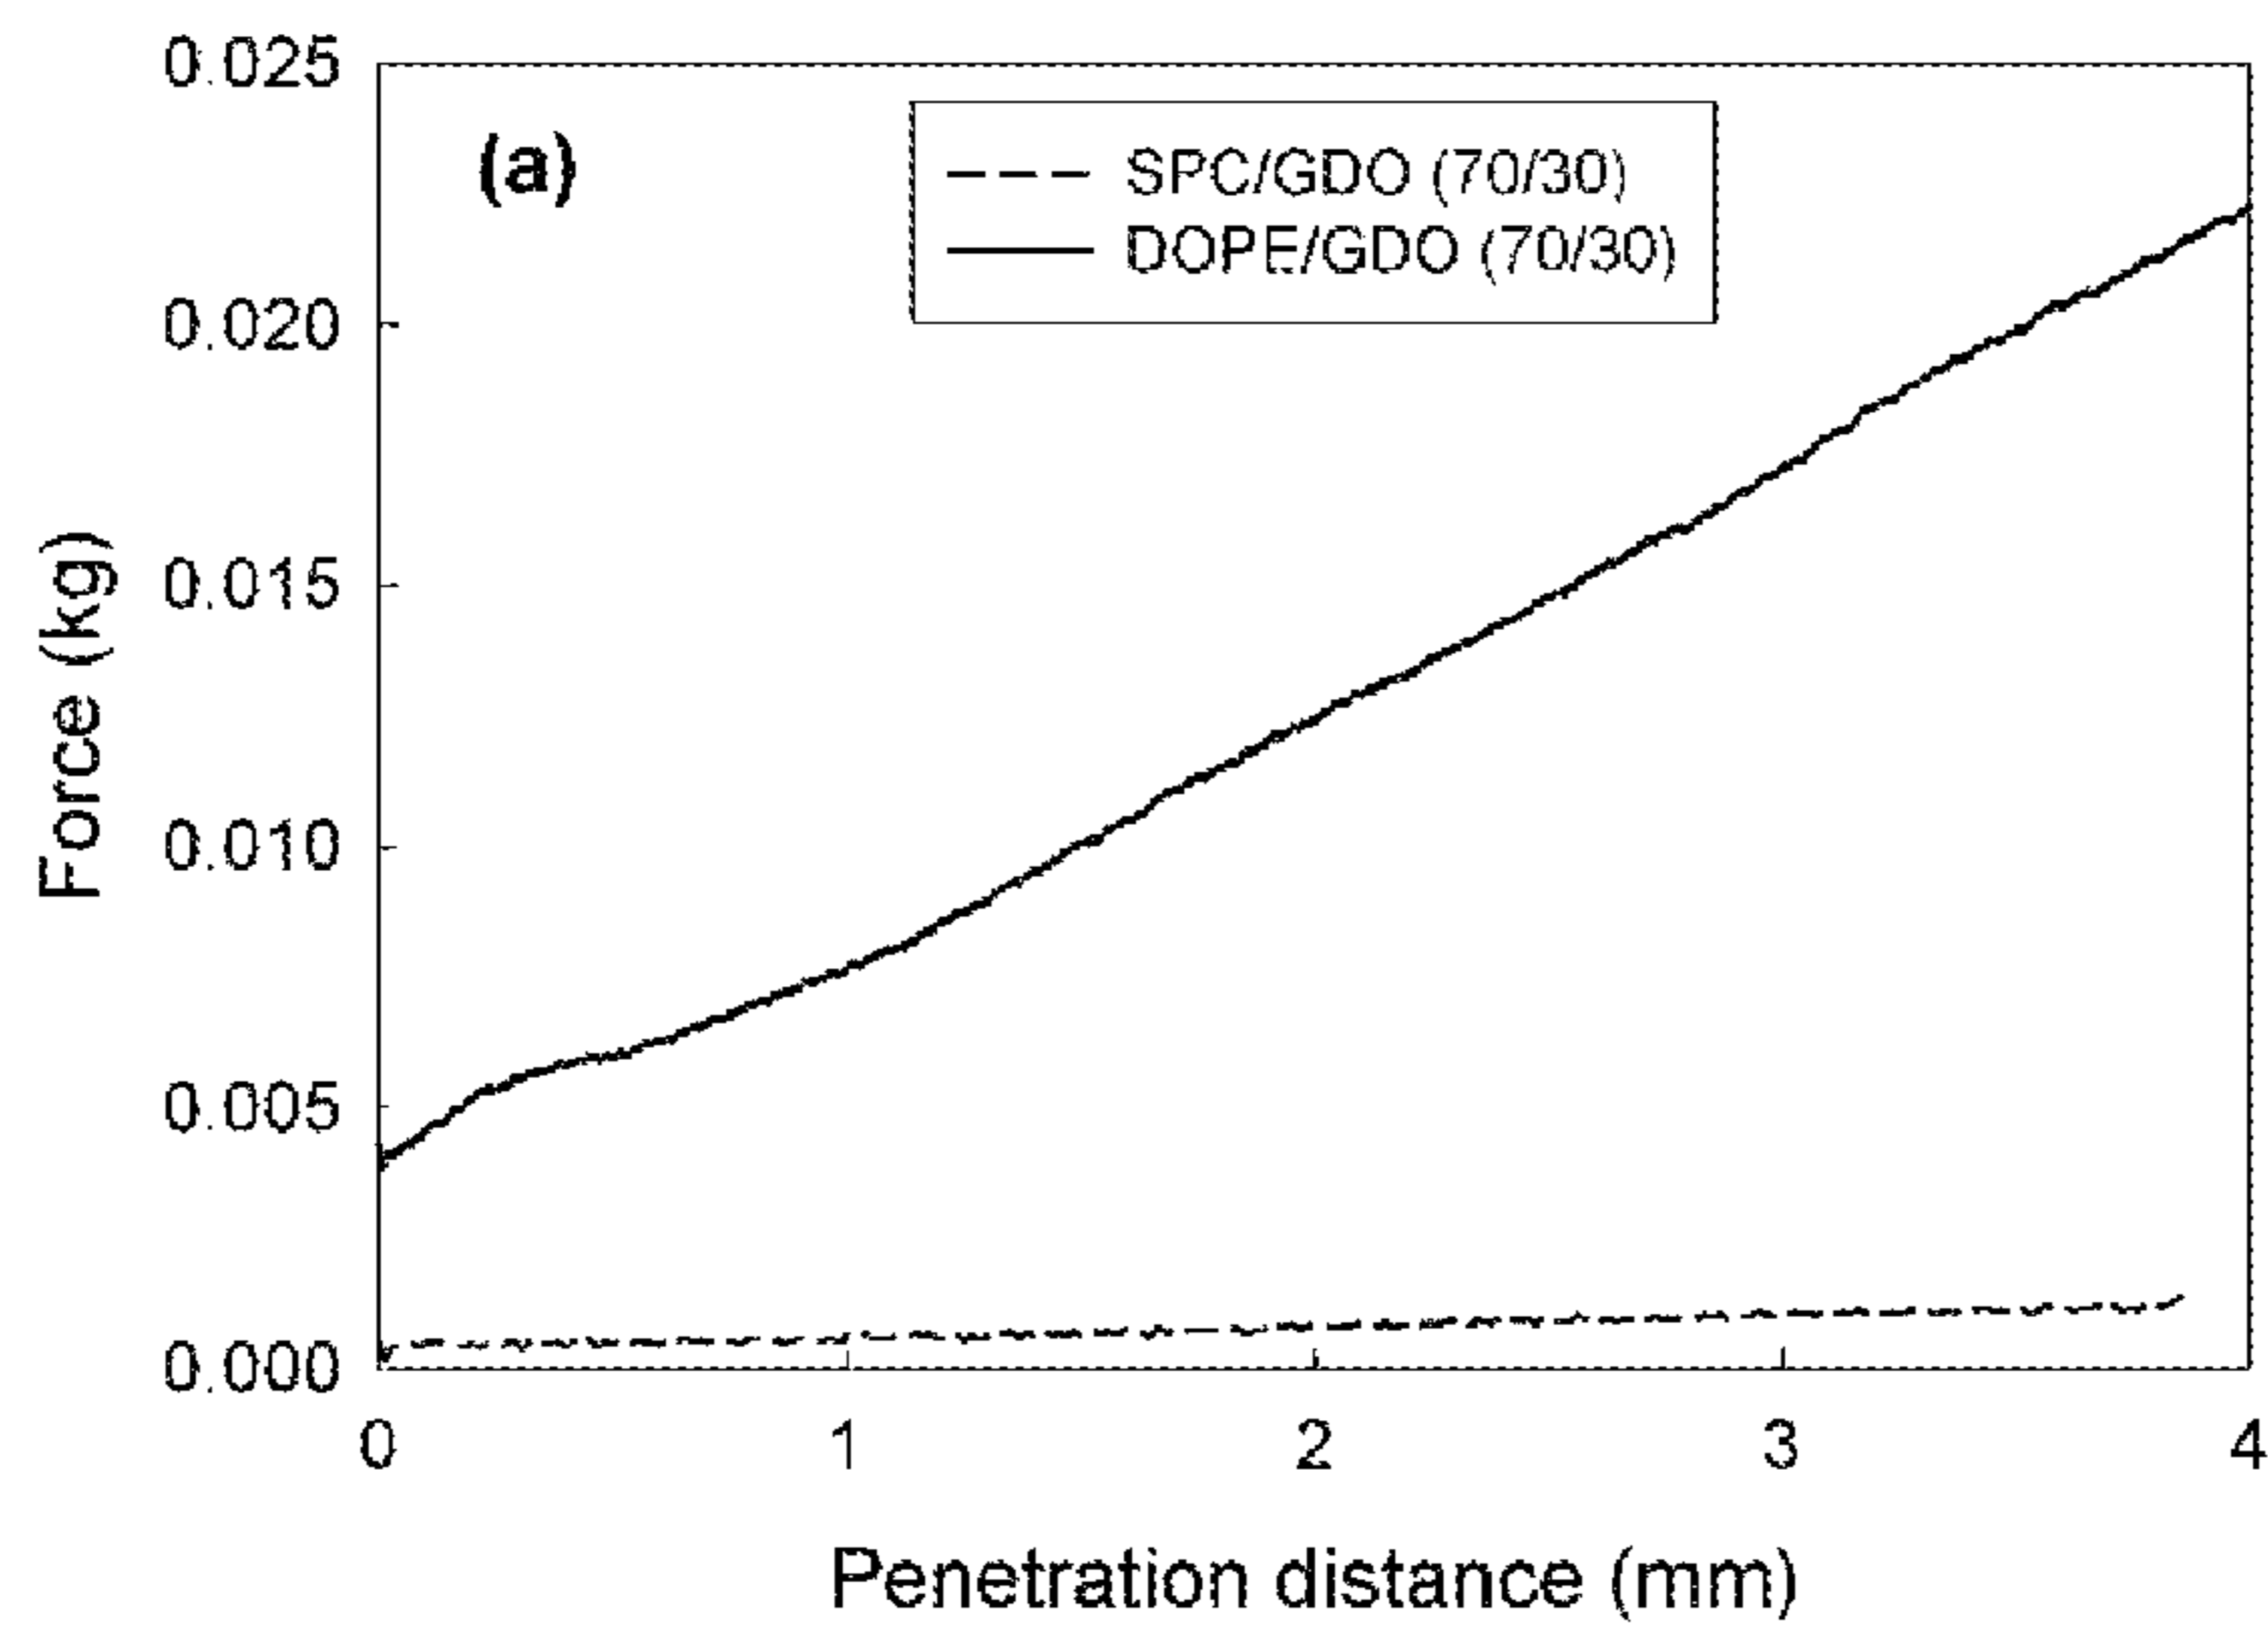 0.025
(a)
SPC/GDO (70/30)
DOPE/GDO (70/30)
0.020
0.015
0.010
0.005
0.000
Force (kg)
0 1 2 3 4
Penetration distance (mm)